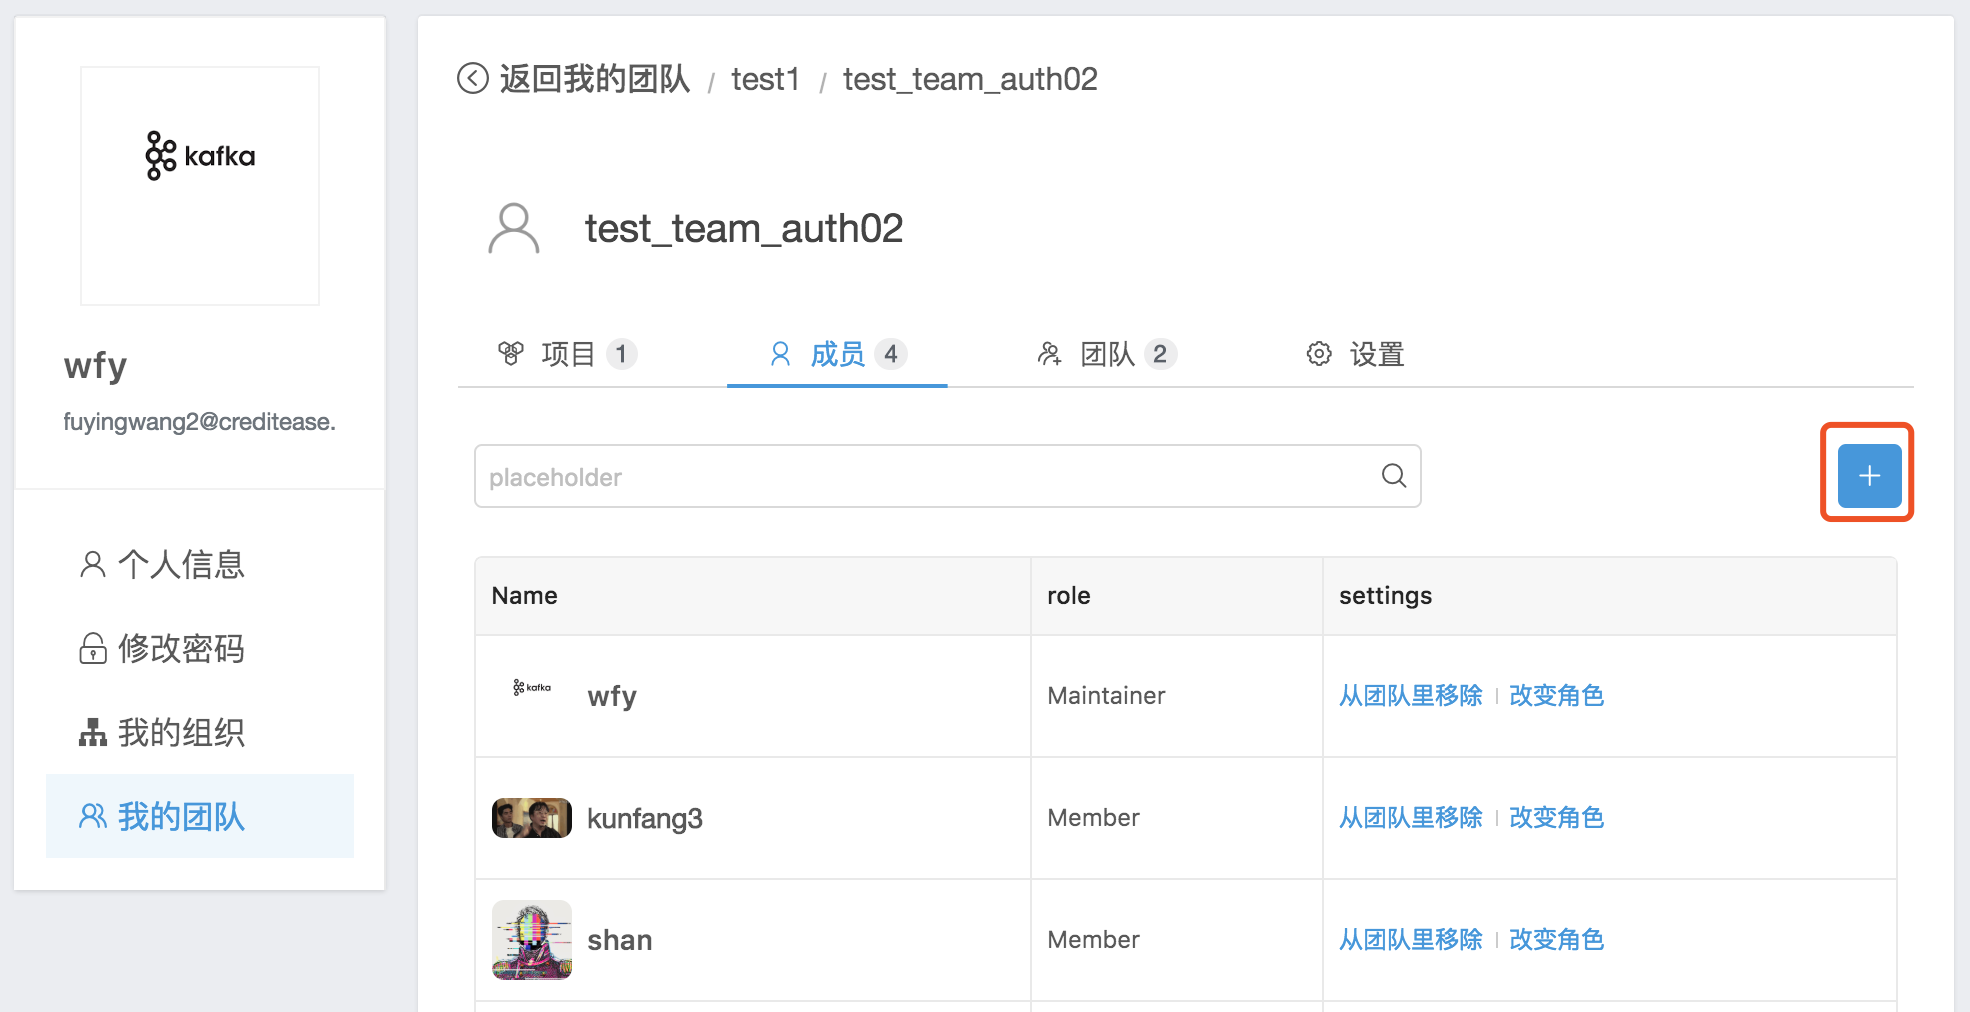 kafka
wfy
fuyingwang2@creditease.
个人信息
修改密码
我的组织
我的团队
返回我的团队 / test1 / test_team_auth02
test_team_auth02
项目 1 成员 4 团队 2 设置
placeholder
Name role settings
kafka wfy Maintainer 从团队里移除 改变角色
kunfang3 Member 从团队里移除 改变角色
shan Member 从团队里移除 改变角色